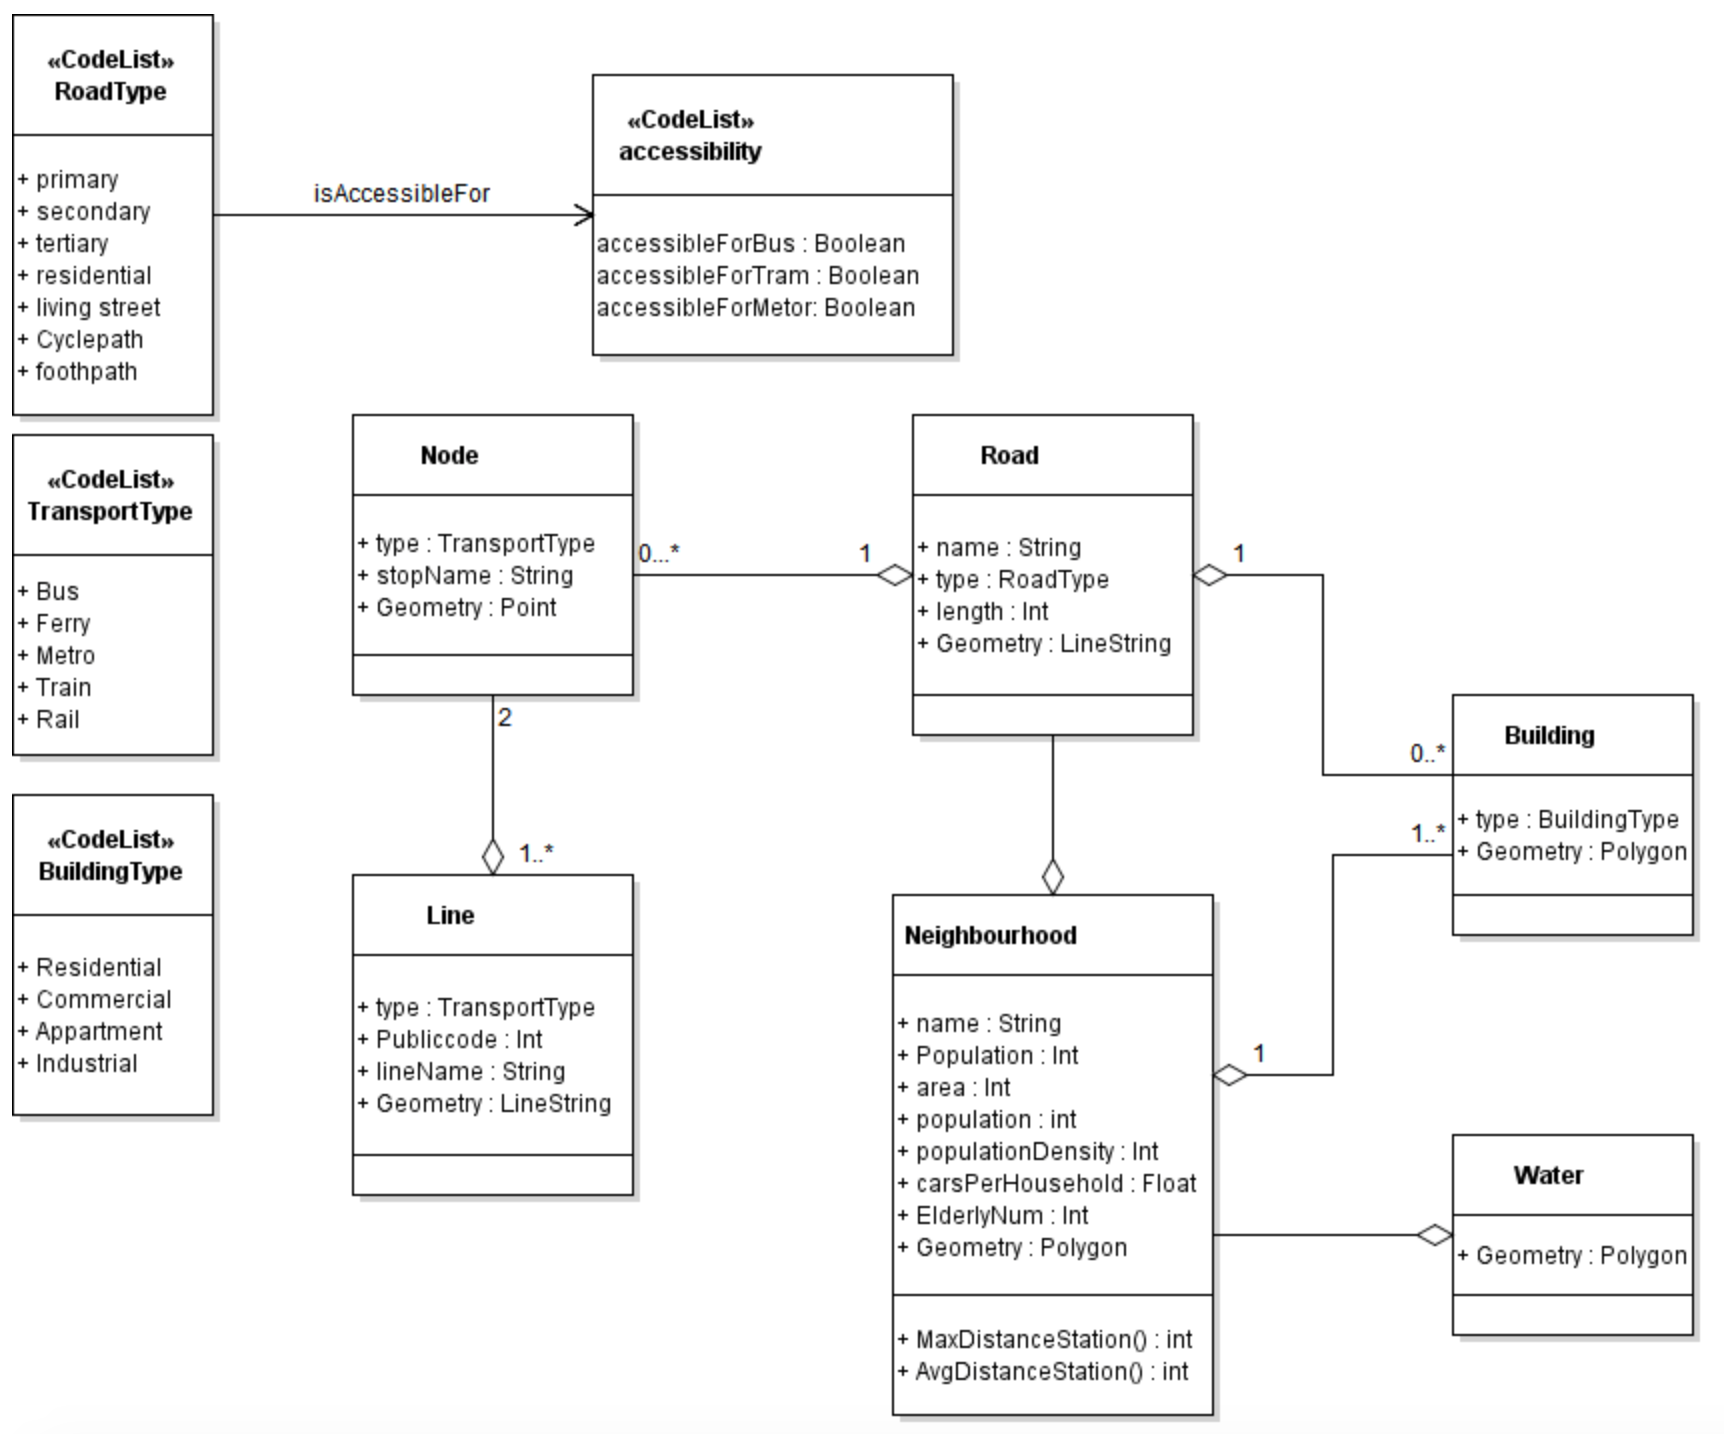 «CodeList»
RoadType
+ primary
+ secondary
+ tertiary
+ residential
+ living street
+ Cyclepath
+ foothpath
isAccessibleFor
«CodeList»
accessibility
accessibleForBus : Boolean
accessibleForTram : Boolean
accessibleForMetor: Boolean
«CodeList»
TransportType
+ Bus
+ Ferry
+ Metro
+ Train
+ Rail
«CodeList»
BuildingType
+ Residential
+ Commercial
+ Appartment
+ Industrial
Node
+ type : TransportType
+ stopName : String
+ Geometry : Point
0...*
1
2
1..*
Line
+ type : TransportType
+ Publiccode : Int
+ lineName : String
+ Geometry : LineString
Road
+ name : String
+ type : RoadType
+ length : Int
+ Geometry : LineString
1
0..*
Building
+ type : BuildingType
+ Geometry : Polygon
1..*
1
Neighbourhood
+ name : String
+ Population : Int
+ area : Int
+ population : int
+ populationDensity : Int
+ carsPerHousehold : Float
+ ElderlyNum : Int
+ Geometry : Polygon
+ MaxDistanceStation() : int
+ AvgDistanceStation() : int
Water
+ Geometry : Polygon